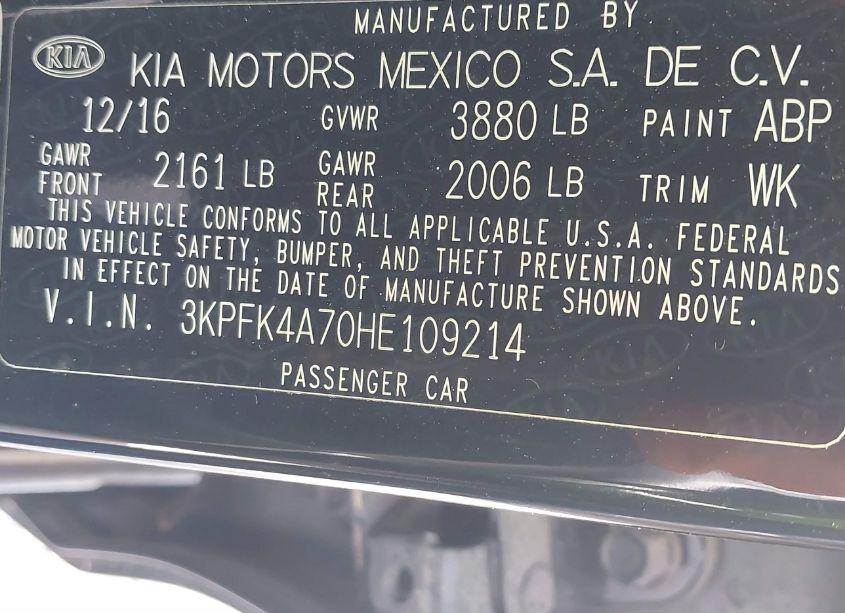 MANUFACTURED BY
KIA KIA MOTORS MEXICO S.A. DE C.V.
12/16 GVWR 3880 LB PAINT ABP
GAWR FRONT 2161 LB GAWR REAR 2006 LB TRIM WK
THIS VEHICLE CONFORMS TO ALL APPLICABLE U.S.A. FEDERAL
MOTOR VEHICLE SAFETY, BUMPER, AND THEFT PREVENTION STANDARDS
IN EFFECT ON THE DATE OF MANUFACTURE SHOWN ABOVE.
V.I.N. 3KPFK4A70HE109214
PASSENGER CAR